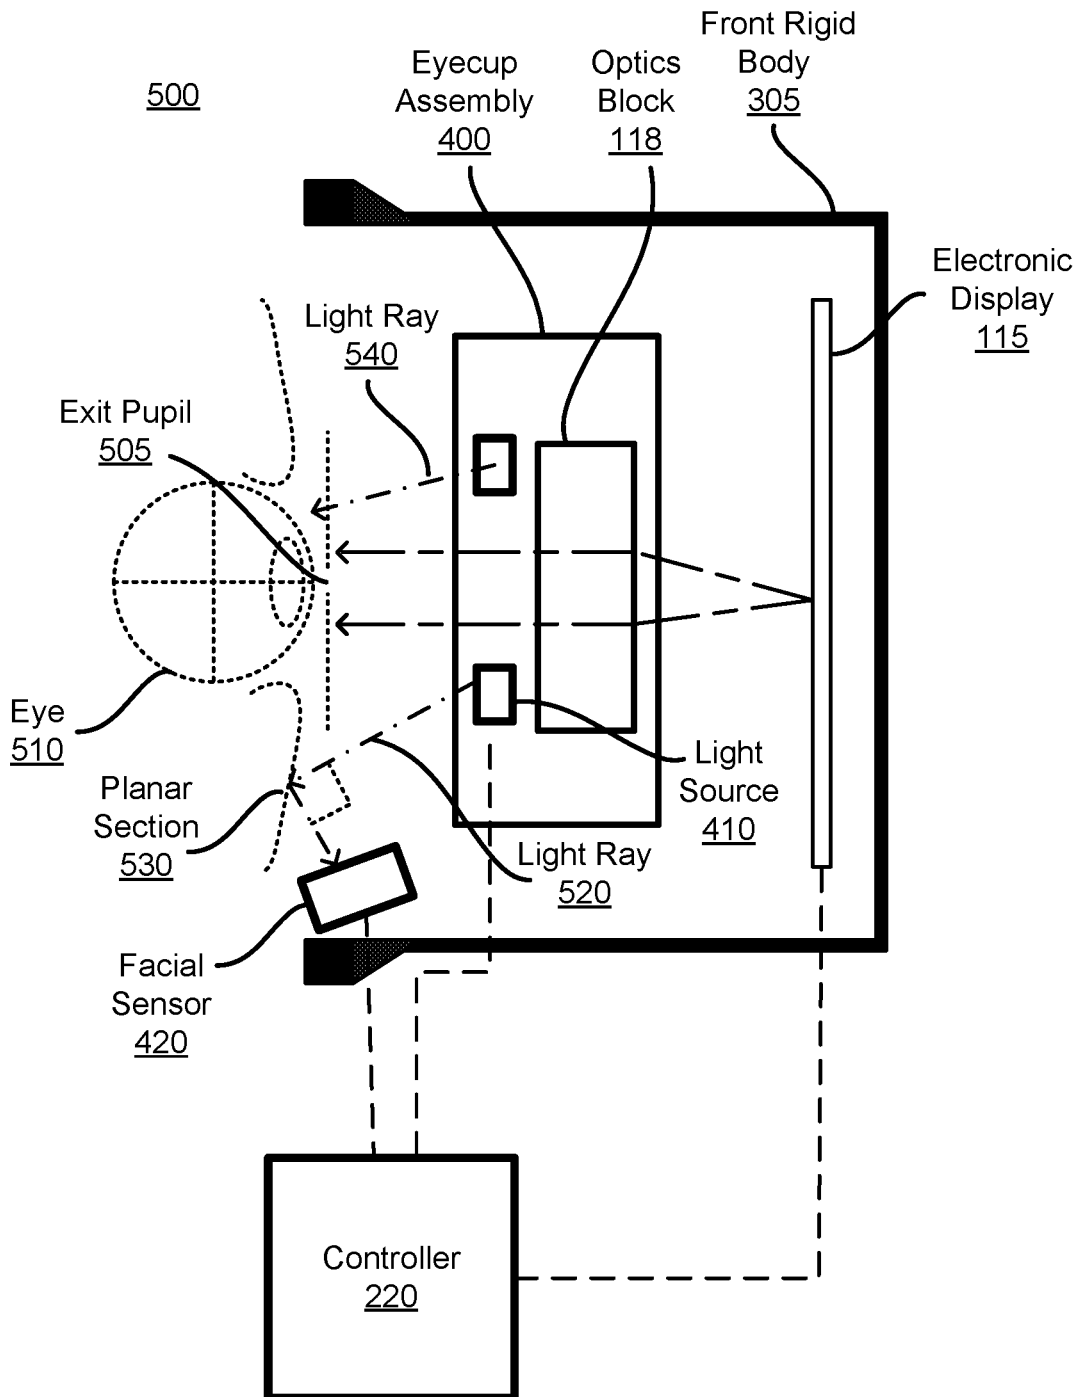 500
Eyecup
Assembly
400
Optics
Block
118
Front Rigid
Body
305
Electronic
Display
115
Light Ray
540
Exit Pupil
505
Eye
510
Planar
Section
530
Light
Source
410
Light Ray
520
Facial
Sensor
420
Controller
220